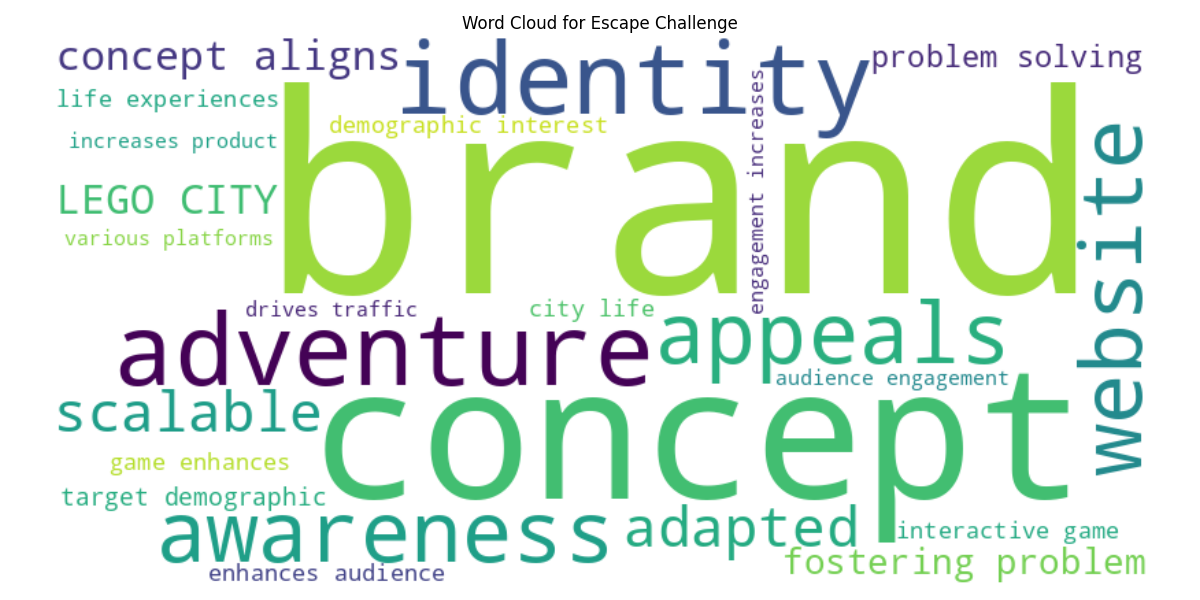 Word Cloud for Escape Challenge
concept aligns
identity
problem solving
life experiences
demographic interest
increases product
brand
engagement increases
website
LEGO CITY
various platforms
drives traffic
city life
adventure
appeals
audience engagement
scalable
concept
game enhances
target demographic
awareness
adapted
interactive game
fostering problem
enhances audience